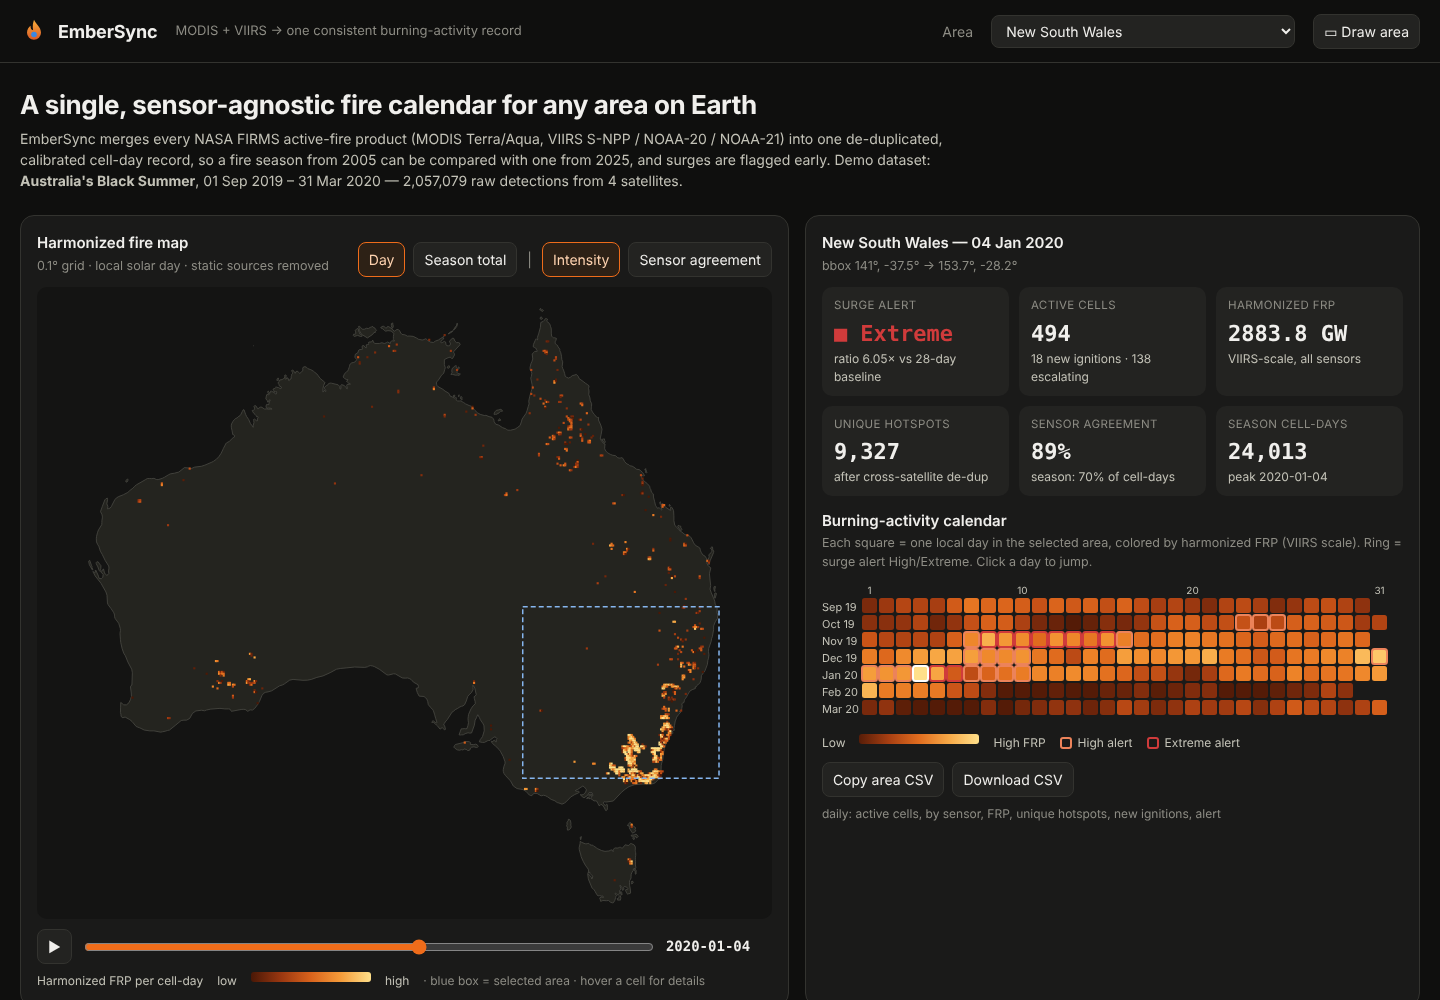 EmberSync
MODIS + VIIRS → one consistent burning-activity record
Area
New South Wales
▭ Draw area
A single, sensor-agnostic fire calendar for any area on Earth
EmberSync merges every NASA FIRMS active-fire product (MODIS Terra/Aqua, VIIRS S-NPP / NOAA-20 / NOAA-21) into one de-duplicated,
calibrated cell-day record, so a fire season from 2005 can be compared with one from 2025, and surges are flagged early. Demo dataset:
Australia's Black Summer, 01 Sep 2019 – 31 Mar 2020 — 2,057,079 raw detections from 4 satellites.
Harmonized fire map
0.1° grid · local solar day · static sources removed
Day
Season total
|
Intensity
Sensor agreement
2020-01-04
Harmonized FRP per cell-day
low
high
· blue box = selected area · hover a cell for details
New South Wales — 04 Jan 2020
bbox 141°, -37.5° → 153.7°, -28.2°
SURGE ALERT
■ Extreme
ratio 6.05× vs 28-day
baseline
ACTIVE CELLS
494
18 new ignitions · 138
escalating
HARMONIZED FRP
2883.8 GW
VIIRS-scale, all sensors
UNIQUE HOTSPOTS
9,327
after cross-satellite de-dup
SENSOR AGREEMENT
89%
season: 70% of cell-days
SEASON CELL-DAYS
24,013
peak 2020-01-04
Burning-activity calendar
Each square = one local day in the selected area, colored by harmonized FRP (VIIRS scale). Ring =
surge alert High/Extreme. Click a day to jump.
1 10 20 31
Sep 19
Oct 19
Nov 19
Dec 19
Jan 20
Feb 20
Mar 20
Low
High FRP
High alert
Extreme alert
Copy area CSV
Download CSV
daily: active cells, by sensor, FRP, unique hotspots, new ignitions, alert